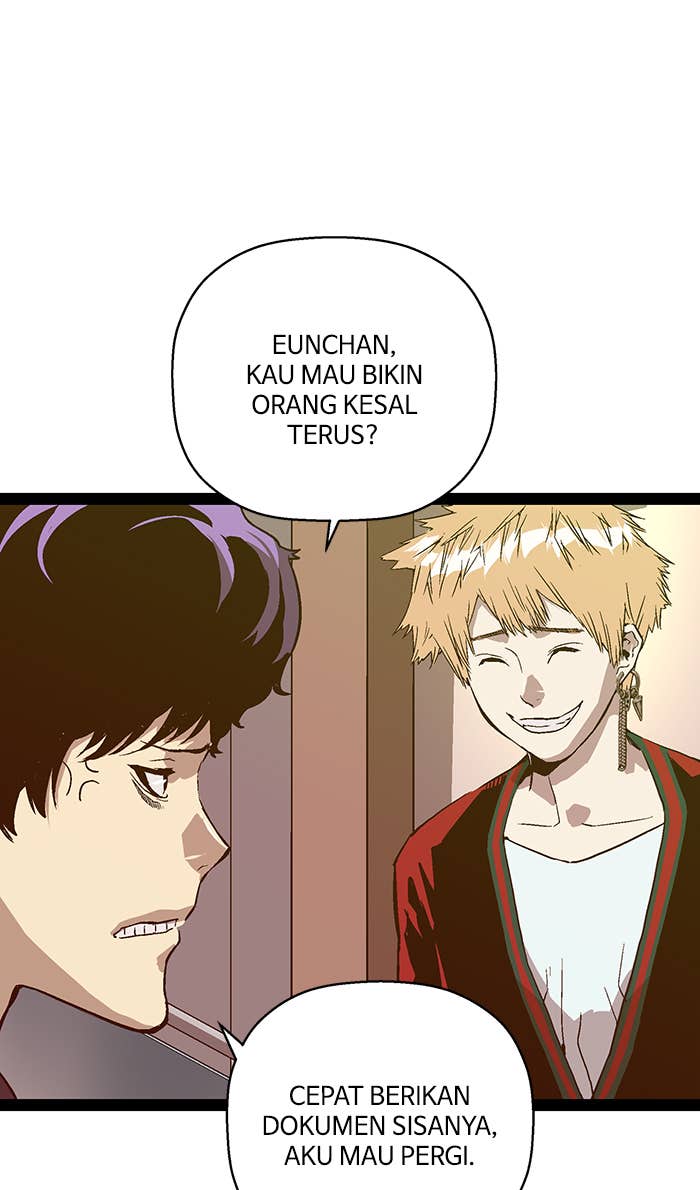 EUNCHAN,
KAU MAU BIKIN
ORANG KESAL
TERUS?
CEPAT BERIKAN
DOKUMEN SISANYA,
AKU MAU PERGI.